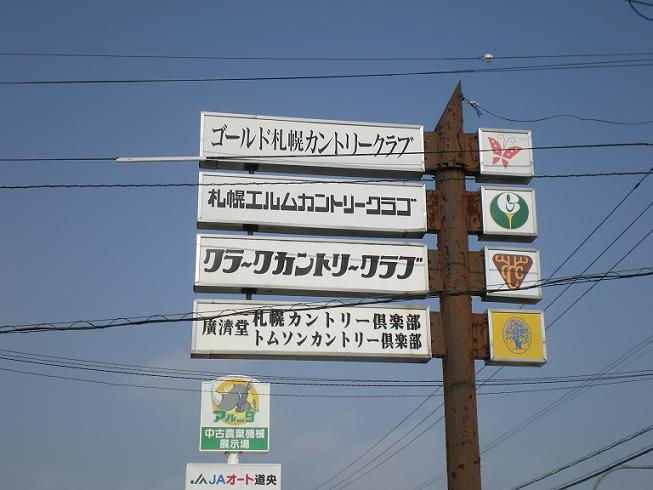 ゴールド札幌カントリークラブ
札幌エルムカントリークラブ
クラークカントリークラブ
廣濟堂 札幌カントリー倶楽部
トムソンカントリー倶楽部
アルーダ
中古農業機械
展示場
JAオート道央